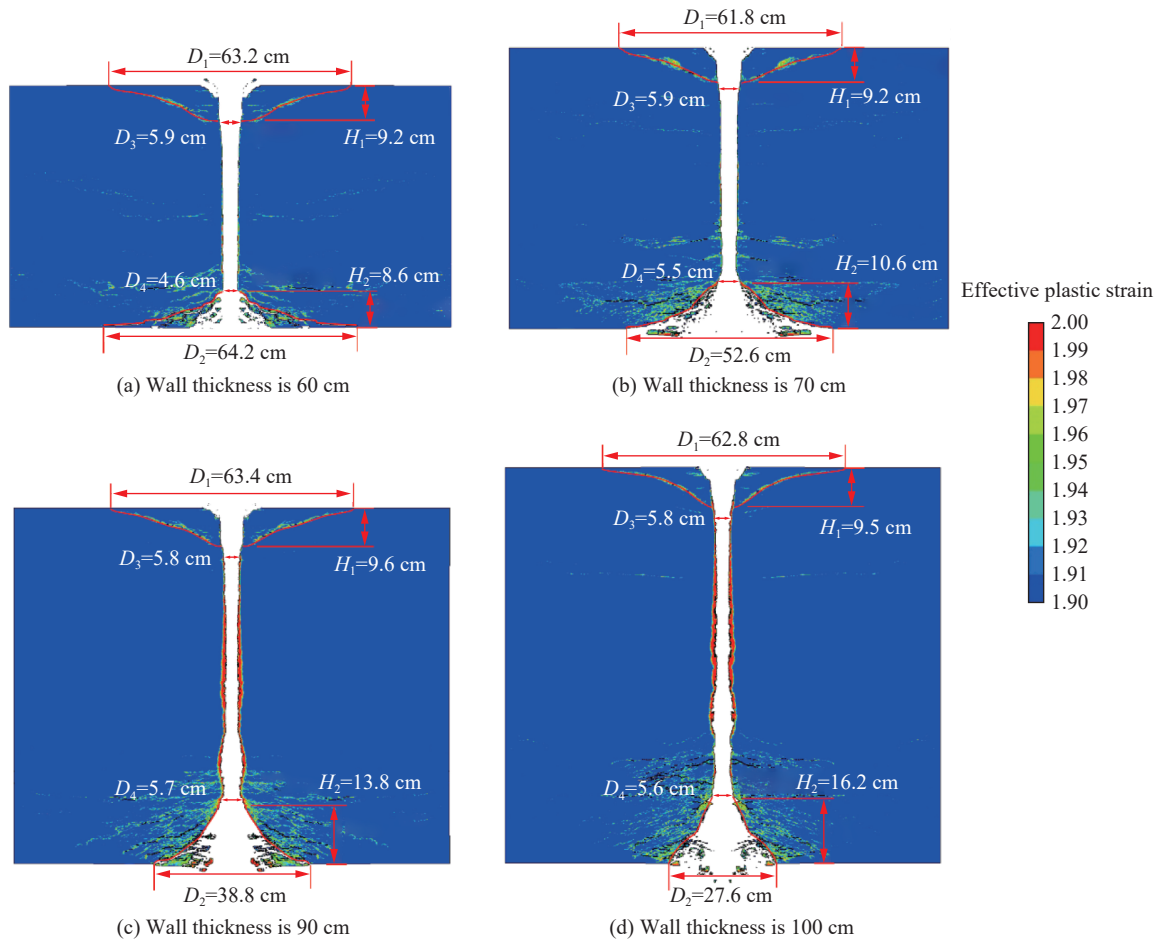 D₁=63.2 cm
D₃=5.9 cm
H₁=9.2 cm
D₄=4.6 cm
H₂=8.6 cm
D₂=64.2 cm
(a) Wall thickness is 60 cm
D₁=61.8 cm
D₃=5.9 cm
H₁=9.2 cm
D₄=5.5 cm
H₂=10.6 cm
D₂=52.6 cm
(b) Wall thickness is 70 cm
D₁=63.4 cm
D₃=5.8 cm
H₁=9.6 cm
D₄=5.7 cm
H₂=13.8 cm
D₂=38.8 cm
(c) Wall thickness is 90 cm
D₁=62.8 cm
D₃=5.8 cm
H₁=9.5 cm
D₄=5.6 cm
H₂=16.2 cm
D₂=27.6 cm
(d) Wall thickness is 100 cm
Effective plastic strain
2.00
1.99
1.98
1.97
1.96
1.95
1.94
1.93
1.92
1.91
1.90